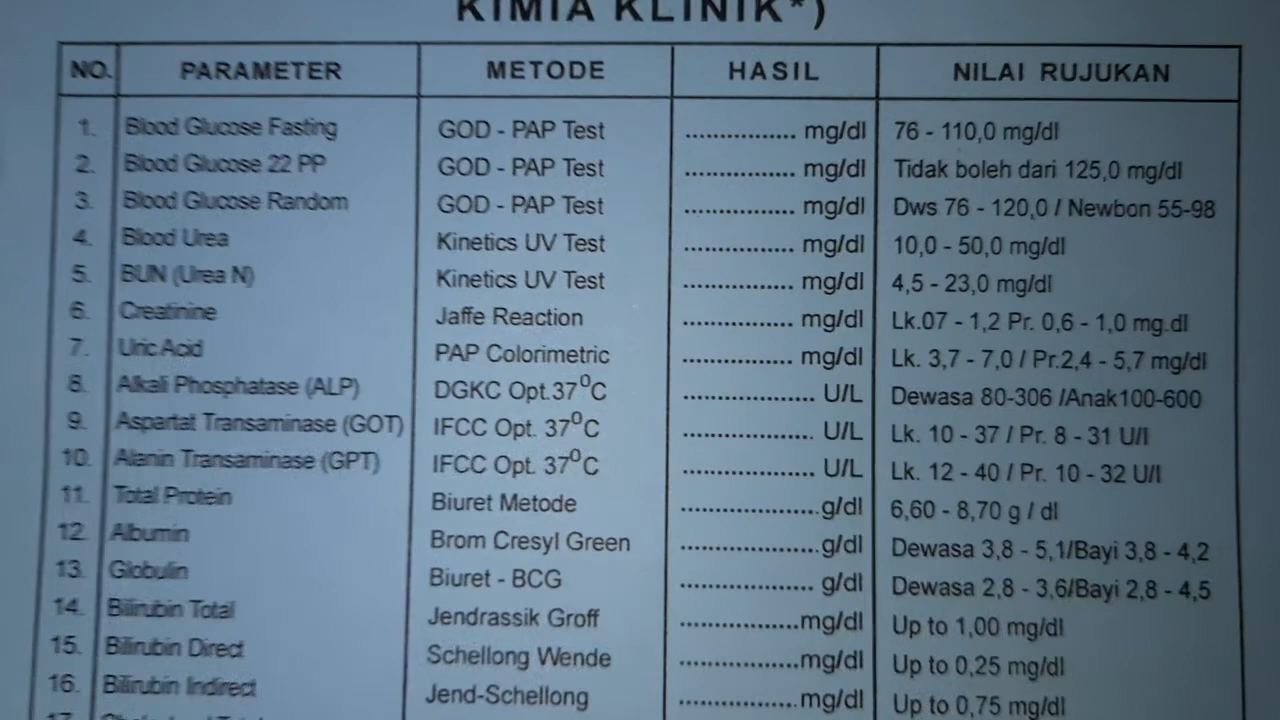 KIMIA KLINIK*)
NO. PARAMETER METODE HASIL NILAI RUJUKAN
1. Blood Glucose Fasting GOD - PAP Test ................ mg/dl 76 - 110,0 mg/dl
2. Blood Glucose 22 PP GOD - PAP Test ................ mg/dl Tidak boleh dari 125,0 mg/dl
3. Blood Glucose Random GOD - PAP Test ................ mg/dl Dws 76 - 120,0 / Newbon 55-98
4. Blood Urea Kinetics UV Test ................ mg/dl 10,0 - 50,0 mg/dl
5. BUN (Urea N) Kinetics UV Test ................ mg/dl 4,5 - 23,0 mg/dl
6. Creatinine Jaffe Reaction ................ mg/dl Lk.07 - 1,2 Pr. 0,6 - 1,0 mg.dl
7. Uric Acid PAP Colorimetric ................ mg/dl Lk. 3,7 - 7,0 / Pr.2,4 - 5,7 mg/dl
8. Alkali Phosphatase (ALP) DGKC Opt.37⁰C ................... U/L Dewasa 80-306 /Anak100-600
9. Aspartat Transaminase (GOT) IFCC Opt. 37⁰C ................... U/L Lk. 10 - 37 / Pr. 8 - 31 U/l
10. Alanin Transaminase (GPT) IFCC Opt. 37⁰C ................... U/L Lk. 12 - 40 / Pr. 10 - 32 U/l
11. Total Protein Biuret Metode ....................g/dl 6,60 - 8,70 g / dl
12. Albumin Brom Cresyl Green ....................g/dl Dewasa 3,8 - 5,1/Bayi 3,8 - 4,2
13. Globulin Biuret - BCG ................... g/dl Dewasa 2,8 - 3,6/Bayi 2,8 - 4,5
14. Bilirubin Total Jendrassik Groff .................mg/dl Up to 1,00 mg/dl
15. Bilirubin Direct Schellong Wende .................mg/dl Up to 0,25 mg/dl
16. Bilirubin Indirect Jend-Schellong .................mg/dl Up to 0,75 mg/dl